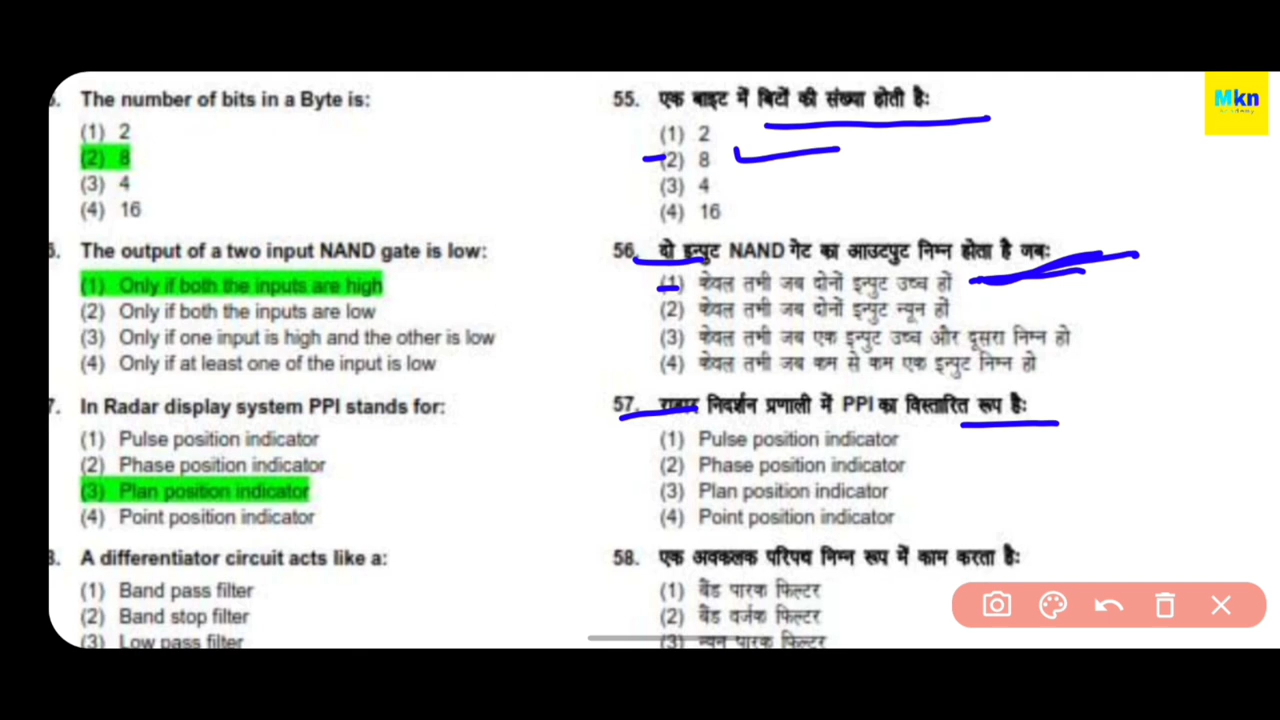 . The number of bits in a Byte is:
(1) 2
(2) 8
(3) 4
(4) 16
. The output of a two input NAND gate is low:
(1) Only if both the inputs are high
(2) Only if both the inputs are low
(3) Only if one input is high and the other is low
(4) Only if at least one of the input is low
. In Radar display system PPI stands for:
(1) Pulse position indicator
(2) Phase position indicator
(3) Plan position indicator
(4) Point position indicator
. A differentiator circuit acts like a:
(1) Band pass filter
(2) Band stop filter
(3) Low pass filter
55. एक बाइट में बिटों की संख्या होती है:
(1) 2
(2) 8
(3) 4
(4) 16
56. दो इन्पुट NAND गेट का आउटपुट निम्न होता है जब:
(1) केवल तभी जब दोनों इन्पुट उच्च हों
(2) केवल तभी जब दोनों इन्पुट न्यून हों
(3) केवल तभी जब एक इन्पुट उच्च और दूसरा निम्न हो
(4) केवल तभी जब कम से कम एक इन्पुट निम्न हो
57. निदर्शन प्रणाली में PPI का विस्तारित रूप है:
(1) Pulse position indicator
(2) Phase position indicator
(3) Plan position indicator
(4) Point position indicator
58. एक अवकलक परिपथ निम्न रूप में काम करता है:
(1) बैंड पारक फिल्टर
(2) बैंड वर्जक फिल्टर
(3) न्यून पारक फिल्टर
Mkn